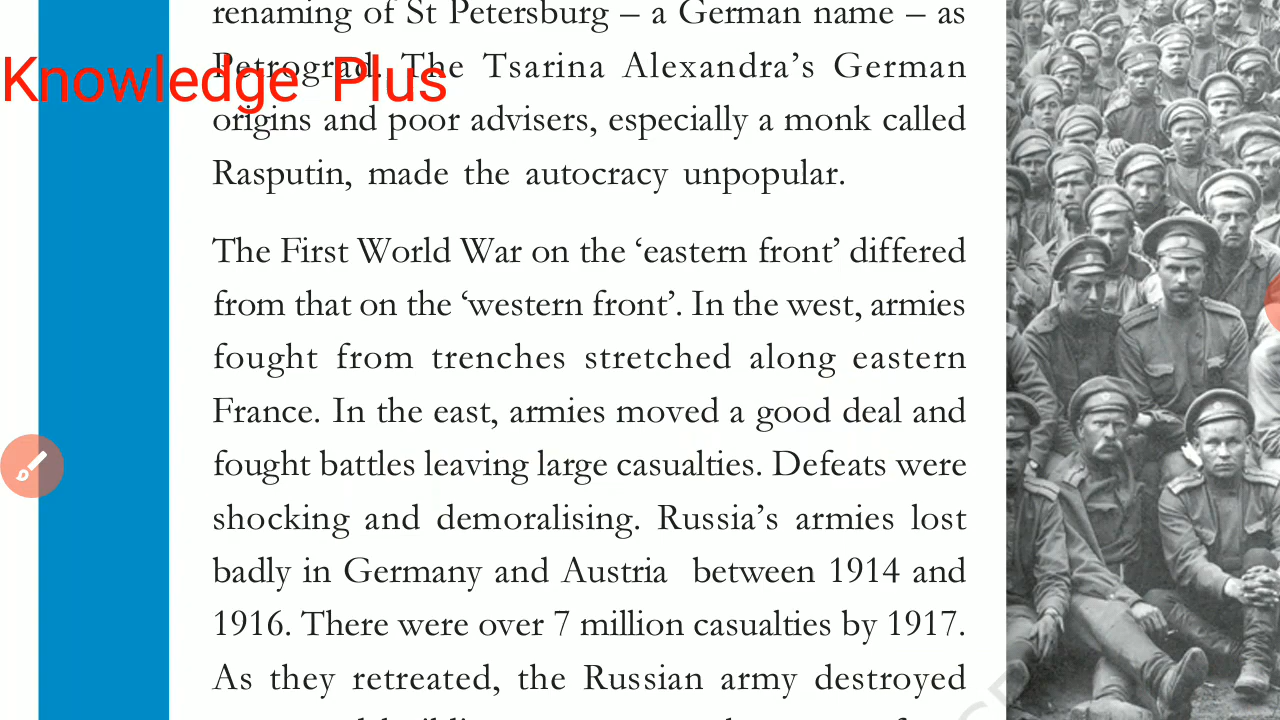 renaming of St Petersburg – a German name – as
Knowledge Plus
Petrograd. The Tsarina Alexandra’s German
origins and poor advisers, especially a monk called
Rasputin, made the autocracy unpopular.
The First World War on the ‘eastern front’ differed
from that on the ‘western front’. In the west, armies
fought from trenches stretched along eastern
France. In the east, armies moved a good deal and
fought battles leaving large casualties. Defeats were
shocking and demoralising. Russia’s armies lost
badly in Germany and Austria between 1914 and
1916. There were over 7 million casualties by 1917.
As they retreated, the Russian army destroyed